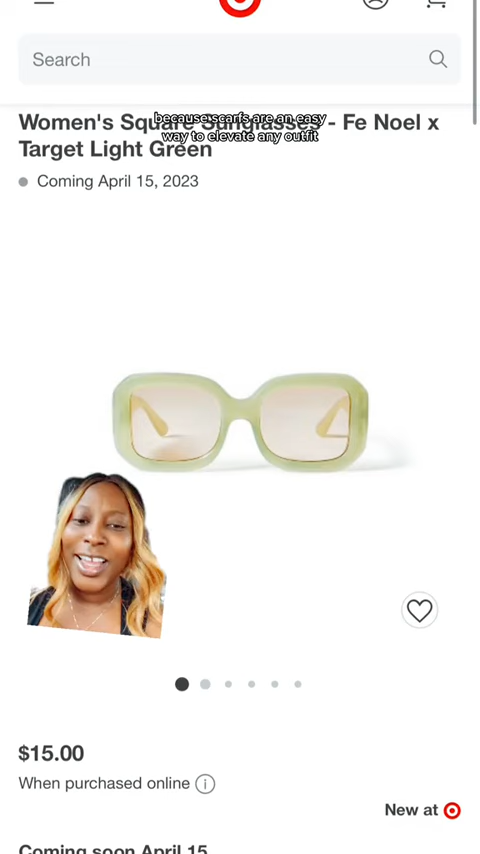 Search
Women's Square Sunglasses - Fe Noel x
because scarfs are an easy
way to elevate any outfit
Target Light Green
Coming April 15, 2023
$15.00
When purchased online
New at
Coming soon April 15